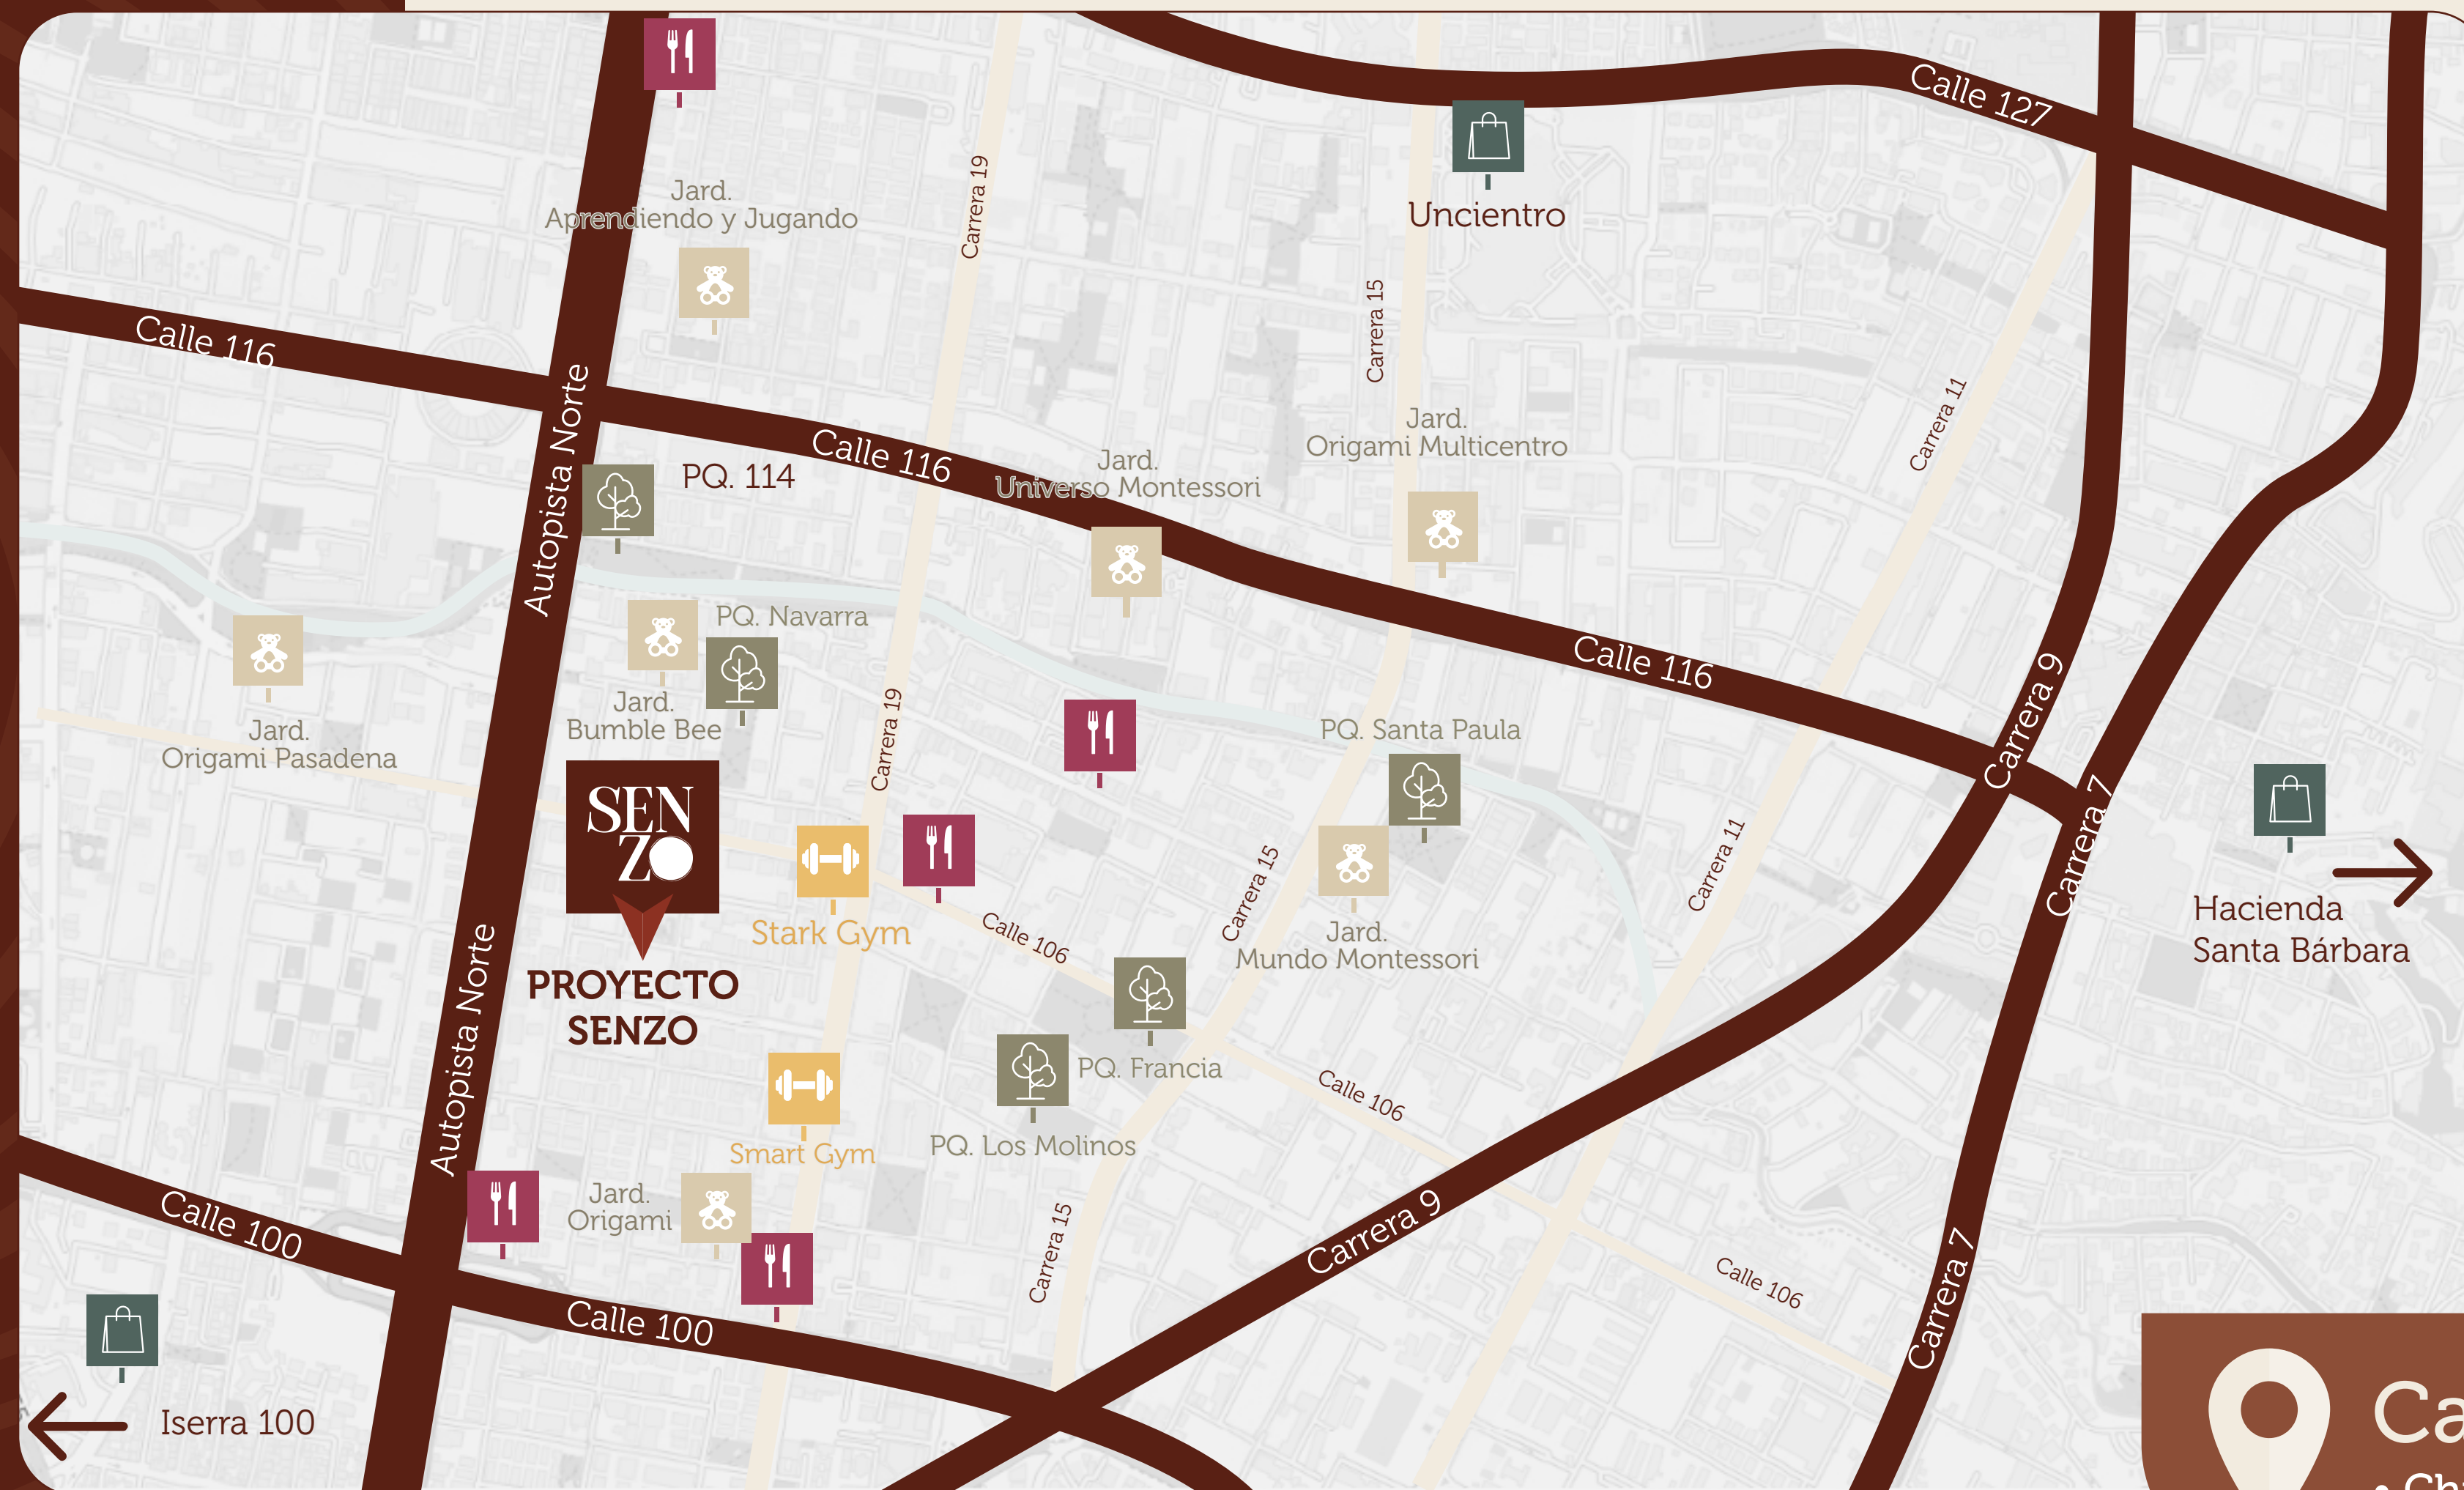 Calle 127
Carrera 19
Jard.
Aprendiendo y Jugando
Uncientro
Carrera 15
Calle 116
Autopista Norte
Calle 116
PQ. 114
Jard.
Universo Montessori
Jard.
Origami Multicentro
Carrera 11
Jard.
Origami Pasadena
PQ. Navarra
Jard.
Bumble Bee
Carrera 19
Calle 116
Carrera 9
PQ. Santa Paula
SEN
ZO
PROYECTO
SENZO
Stark Gym
Calle 106
Carrera 15
Jard.
Mundo Montessori
Carrera 11
Carrera 7
Hacienda
Santa Bárbara
Autopista Norte
PQ. Francia
PQ. Los Molinos
Calle 106
Smart Gym
Jard.
Origami
Calle 100
Carrera 15
Carrera 9
Calle 106
Carrera 7
Calle 100
Iserra 100
Ca